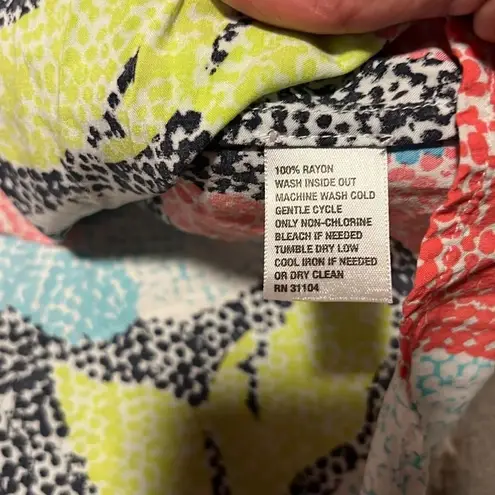 100% RAYON
WASH INSIDE OUT
MACHINE WASH COLD
GENTLE CYCLE
ONLY NON-CHLORINE
BLEACH IF NEEDED
TUMBLE DRY LOW
COOL IRON IF NEEDED
OR DRY CLEAN
RN 31104